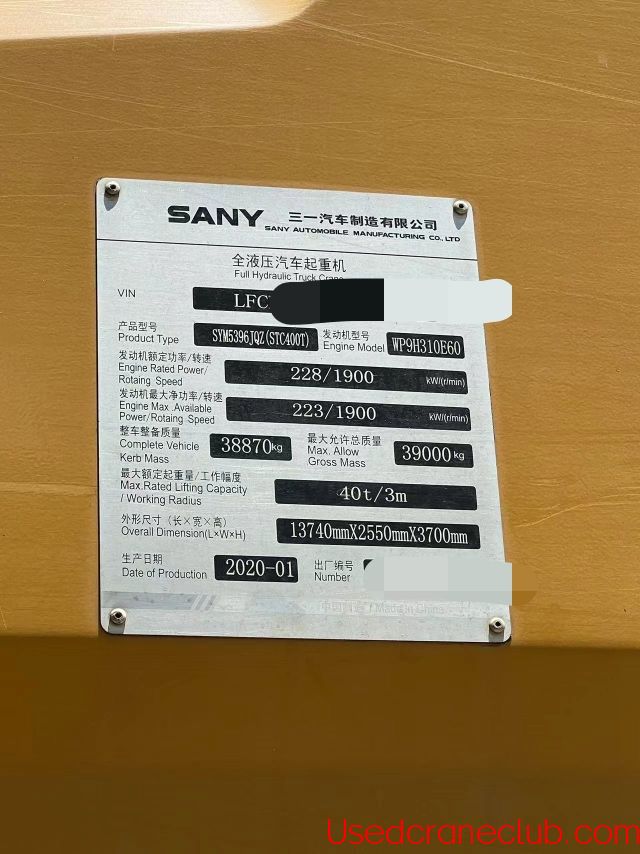 SANY 三一汽车制造有限公司
SANY AUTOMOBILE MANUFACTURING CO., LTD
全液压汽车起重机
Full Hydraulic Truck Crane
VIN LFC
产品型号 发动机型号
Product Type SYM5396JQZ(STC400T) Engine Model WP9H310E60
发动机额定功率/转速
Engine Rated Power/ 228/1900 kW/(r/min)
Rotaing Speed
发动机最大净功率/转速
Engine Max .Available 223/1900 kW/(r/min)
Power/Rotaing Speed
整车整备质量 最大允许总质量
Complete Vehicle 38870kg Max. Allow 39000kg
Kerb Mass Gross Mass
最大额定起重量/工作幅度
Max.Rated Lifting Capacity 40t/3m
/ Working Radius
外形尺寸（长×宽×高） 13740mmX2550mmX3700mm
Overall Dimension(L×W×H)
生产日期 2020-01 出厂编号
Date of Production Number
Made in China
Usedcraneclub.com